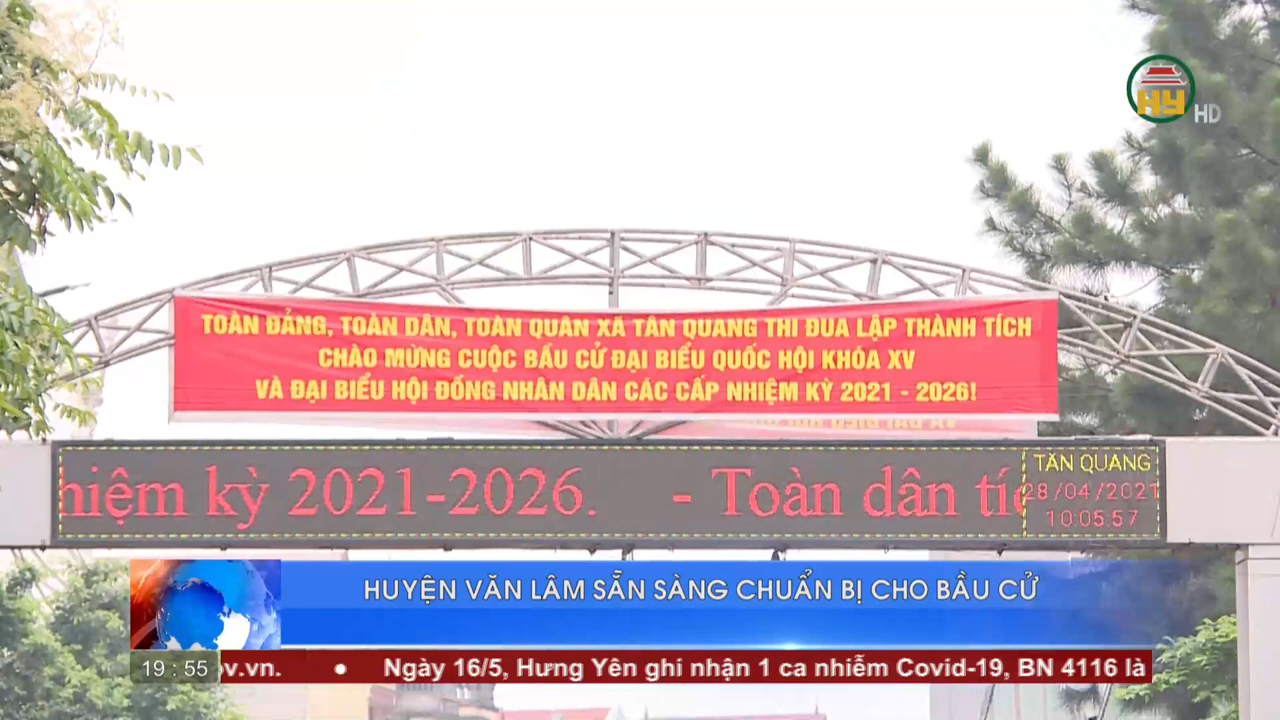 HY HD
TOÀN ĐẢNG, TOÀN DÂN, TOÀN QUÂN XÃ TÂN QUANG THI ĐUA LẬP THÀNH TÍCH
CHÀO MỪNG CUỘC BẦU CỬ ĐẠI BIỂU QUỐC HỘI KHÓA XV
VÀ ĐẠI BIỂU HỘI ĐỒNG NHÂN DÂN CÁC CẤP NHIỆM KỲ 2021 - 2026!
hiệm kỳ 2021-2026. - Toàn dân tíc
TÂN QUANG
28/04/2021
10:05:57
HUYỆN VĂN LÂM SẴN SÀNG CHUẨN BỊ CHO BẦU CỬ
19 : 55 ov.vn. • Ngày 16/5, Hưng Yên ghi nhận 1 ca nhiễm Covid-19, BN 4116 là